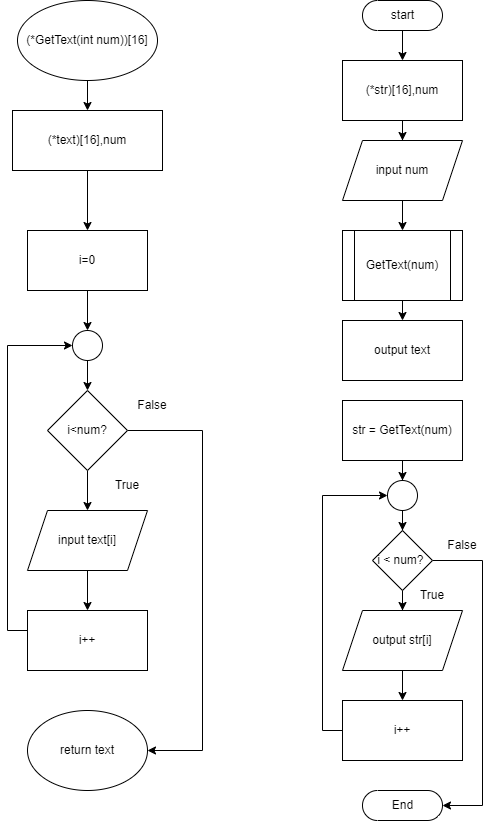 (*GetText(int num))[16]
(*text)[16],num
i=0
i<num?
False
True
input text[i]
i++
return text
start
(*str)[16],num
input num
GetText(num)
output text
str = GetText(num)
i < num?
False
True
output str[i]
i++
End